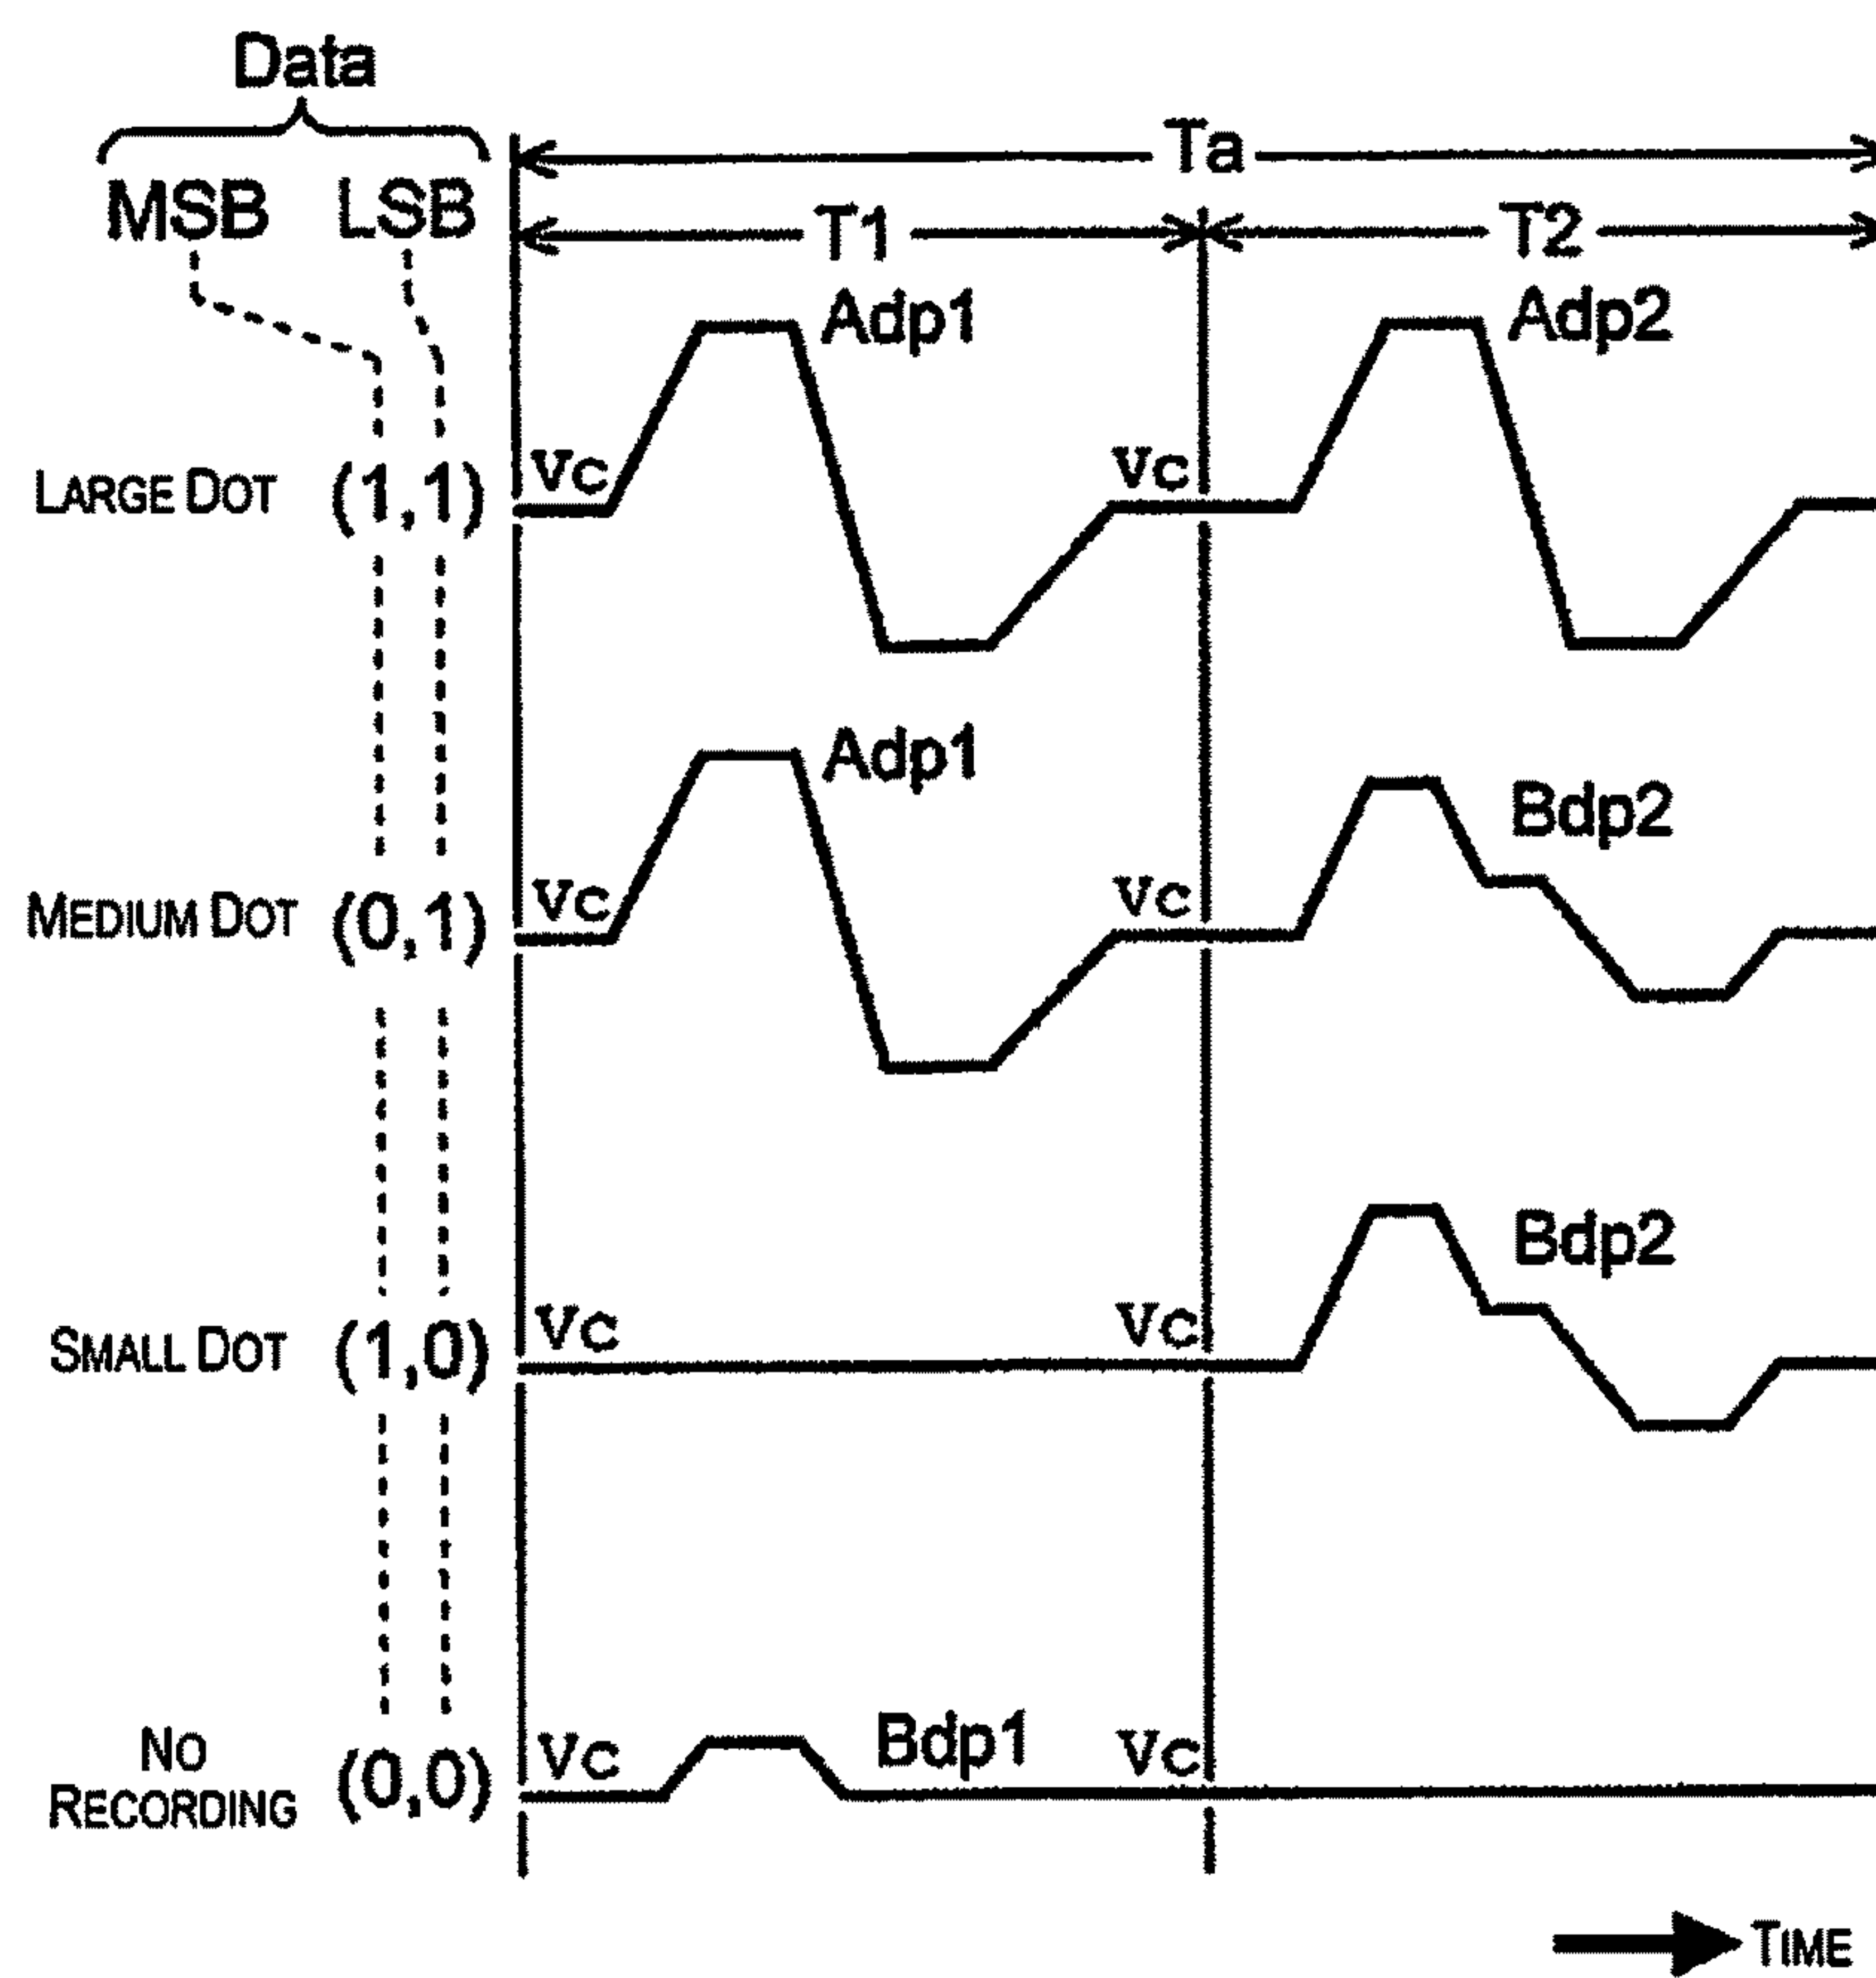 Data
Ta
MSB LSB
T1 T2
Adp1 Adp2
LARGE DOT (1,1) Vc Vc
Adp1 Bdp2
MEDIUM DOT (0,1) Vc Vc
Bdp2
SMALL DOT (1,0) Vc Vc
NO
RECORDING (0,0) Vc Bdp1 Vc
TIME